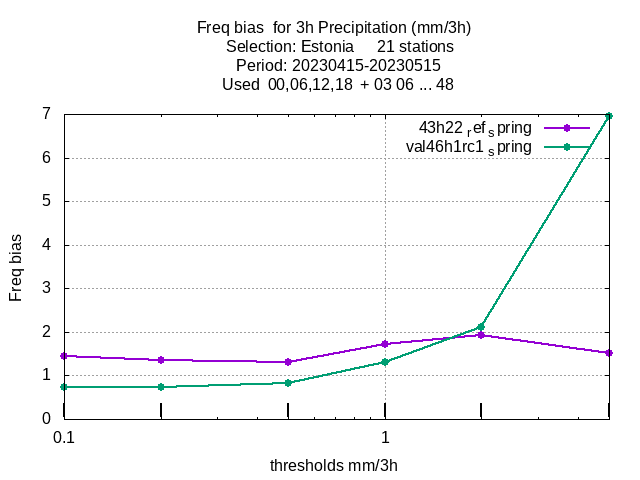 Freq bias  for 3h Precipitation (mm/3h)
Selection: Estonia     21 stations
Period: 20230415-20230515
Used  00,06,12,18  + 03 06 ... 48
7
6
5
4
3
2
1
0
Freq bias
43h22 ref spring
val46h1rc1 spring
0.1
1
thresholds mm/3h